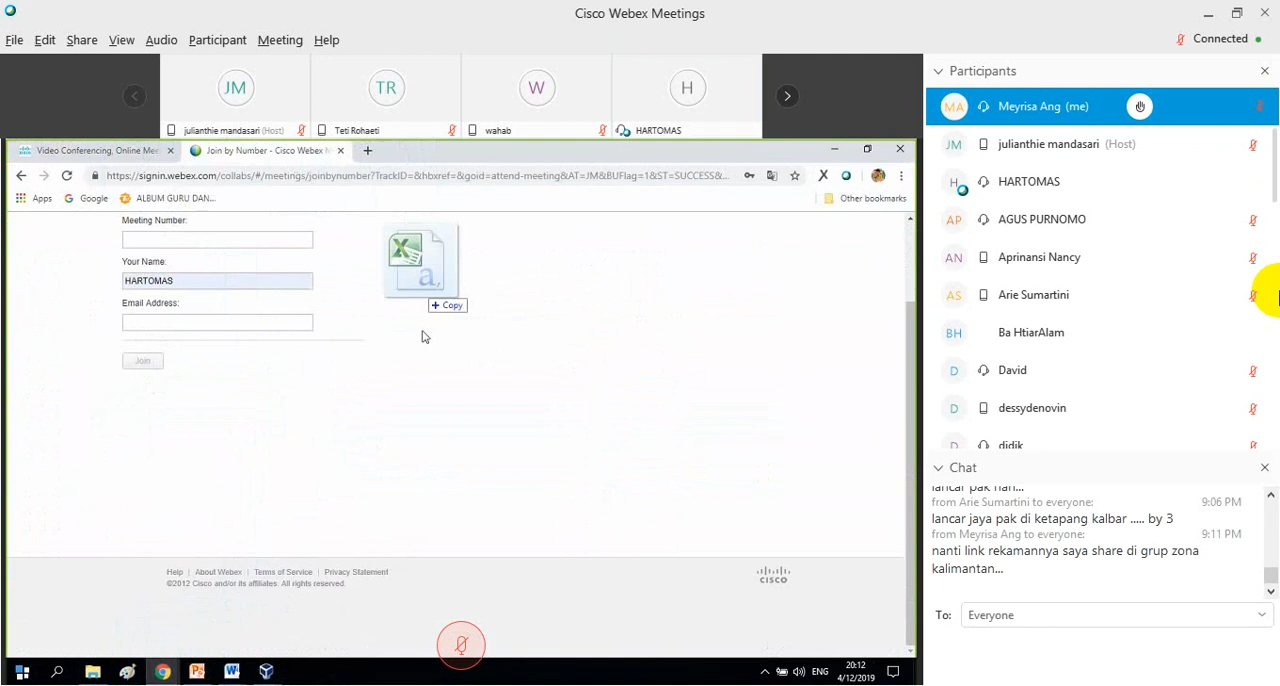 Cisco Webex Meetings
File Edit Share View Audio Participant Meeting Help
Connected
JM
TR
W
H
julianthie mandasari (Host)
Teti Rohaeti
wahab
HARTOMAS
Video Conferencing, Online Mee
Join by Number - Cisco Webex M
https://signin.webex.com/collabs/#/meetings/joinbynumber?TrackID=&hbxref=&goid=attend-meeting&AT=JM&BUFlag=1&ST=SUCCESS&...
Apps
Google
ALBUM GURU DAN...
Other bookmarks
Meeting Number:
Your Name:
HARTOMAS
Email Address:
Join
X
a,
+ Copy
Help | About Webex | Terms of Service | Privacy Statement
©2012 Cisco and/or its affiliates. All rights reserved.
cisco
ENG
20:12
4/12/2019
Participants
MA Meyrisa Ang (me)
JM julianthie mandasari (Host)
H HARTOMAS
AP AGUS PURNOMO
AN Aprinansi Nancy
AS Arie Sumartini
BH Ba HtiarAlam
D David
D dessydenovin
D didik
Chat
lancar pak
from Arie Sumartini to everyone: 9:06 PM
lancar jaya pak di ketapang kalbar ..... by 3
from Meyrisa Ang to everyone: 9:11 PM
nanti link rekamannya saya share di grup zona
kalimantan...
To: Everyone